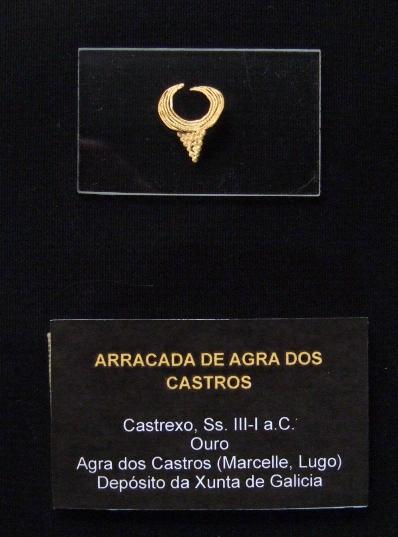 ARRACADA DE AGRA DOS
CASTROS
Castrexo, Ss. III-I a.C.
Ouro
Agra dos Castros (Marcelle, Lugo)
Depósito da Xunta de Galicia